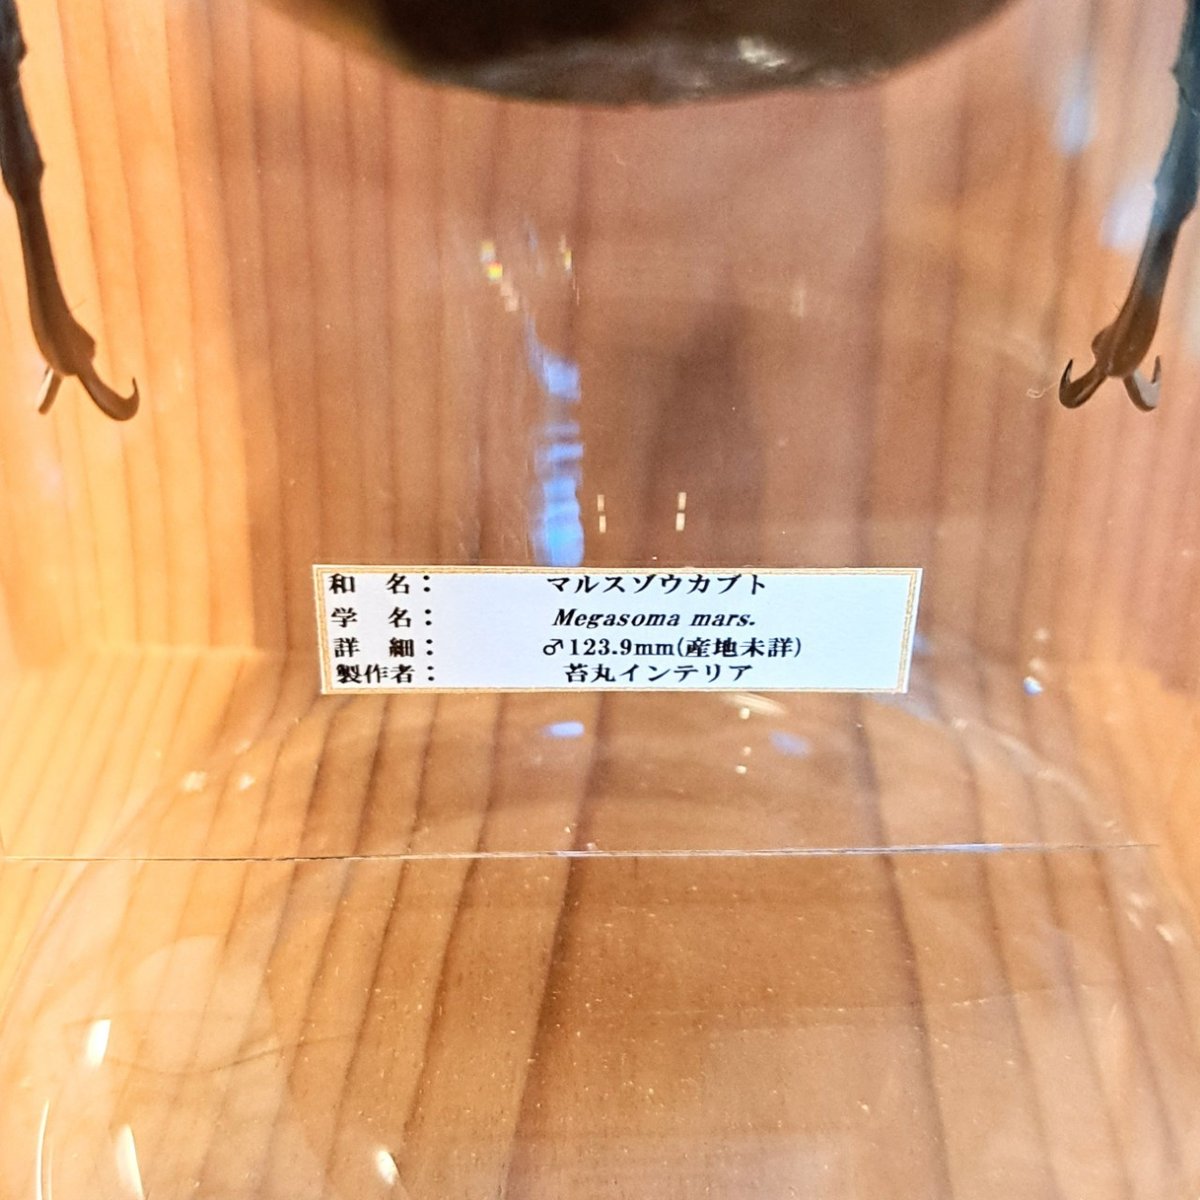 和　名：　マルスゾウカブト
学　名：　Megasoma mars.
詳　細：　♂123.9mm(産地未詳)
製作者：　苔丸インテリア